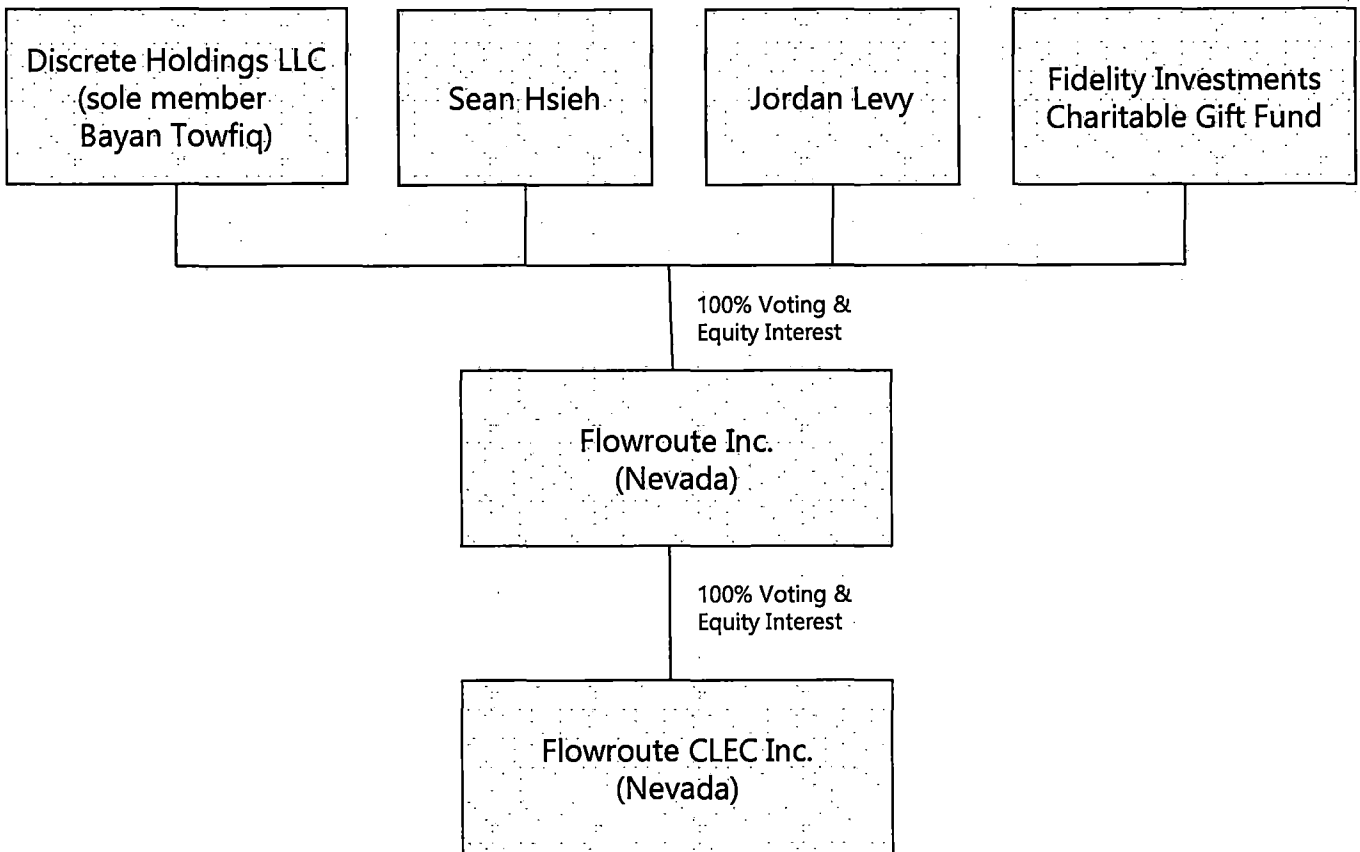 Discrete Holdings LLC
(sole member
Bayan Towfiq)
Sean Hsieh
Jordan Levy
Fidelity Investments
Charitable Gift Fund
100% Voting &
Equity Interest
Flowroute Inc.
(Nevada)
100% Voting &
Equity Interest
Flowroute CLEC Inc.
(Nevada)